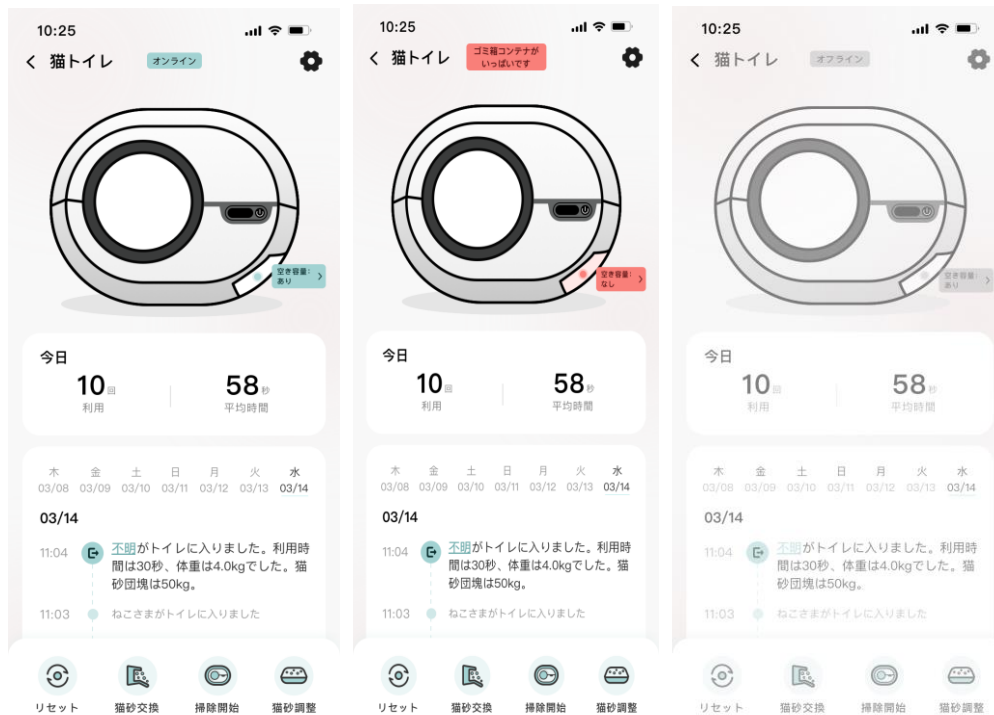 10:25
猫トイレ
オンライン
空き容量:
あり
今日
10回
58秒
利用
平均時間
木 金 土 日 月 火 水
03/08 03/09 03/10 03/11 03/12 03/13 03/14
03/14
11:04
不明がトイレに入りました。利用時
間は30秒、体重は4.0kgでした。猫
砂団塊は50kg。
11:03
ねこさまがトイレに入りました
リセット
猫砂交換
掃除開始
猫砂調整
10:25
猫トイレ
ゴミ箱コンテナが
いっぱいです
空き容量:
なし
今日
10回
58秒
利用
平均時間
木 金 土 日 月 火 水
03/08 03/09 03/10 03/11 03/12 03/13 03/14
03/14
11:04
不明がトイレに入りました。利用時
間は30秒、体重は4.0kgでした。猫
砂団塊は50kg。
11:03
ねこさまがトイレに入りました
リセット
猫砂交換
掃除開始
猫砂調整
10:25
猫トイレ
オフライン
空き容量:
あり
今日
10回
58秒
利用
平均時間
木 金 土 日 月 火 水
03/08 03/09 03/10 03/11 03/12 03/13 03/14
03/14
11:04
不明がトイレに入りました。利用時
間は30秒、体重は4.0kgでした。猫
砂団塊は50kg。
11:03
ねこさまがトイレに入りました
リセット
猫砂交換
掃除開始
猫砂調整